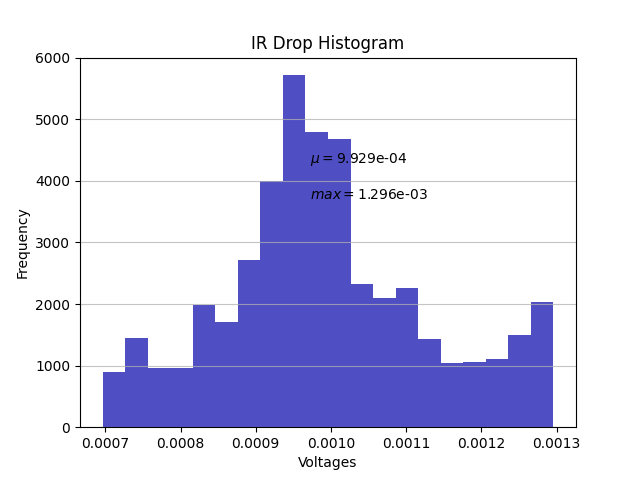 IR Drop Histogram
6000
5000
4000
3000
2000
1000
0
Frequency
μ = 9.929e-04
max = 1.296e-03
0.0007 0.0008 0.0009 0.0010 0.0011 0.0012 0.0013
Voltages